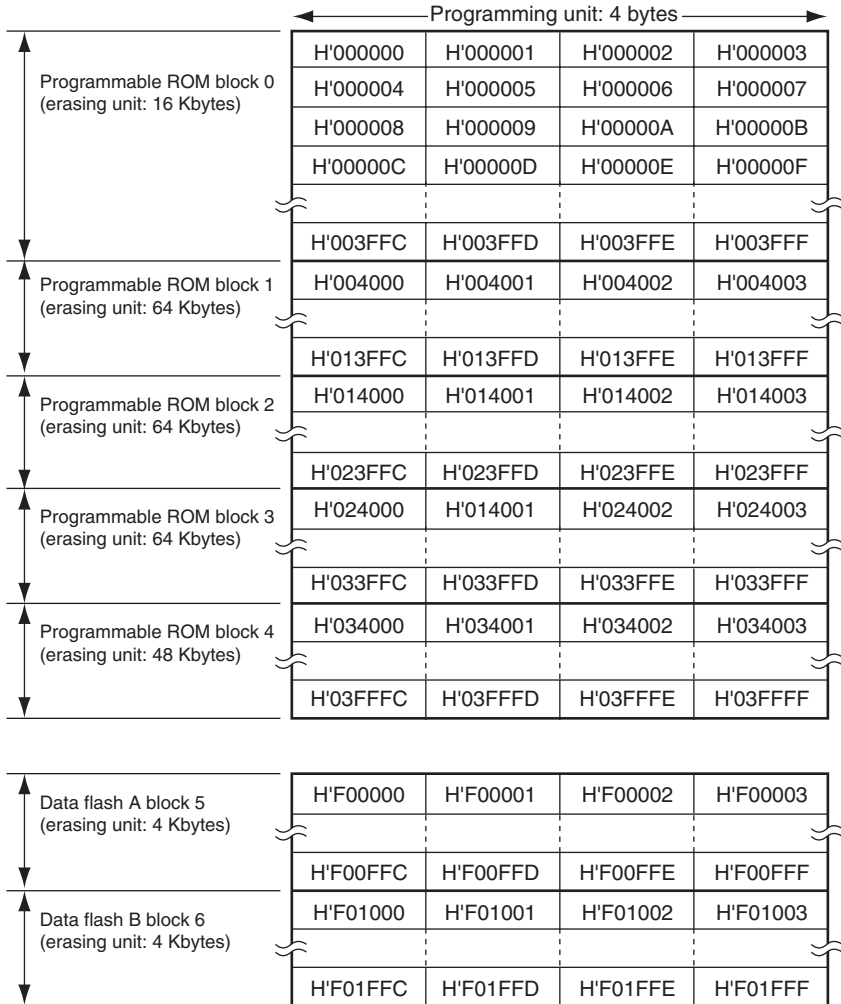 Programming unit: 4 bytes
Programmable ROM block 0
(erasing unit: 16 Kbytes)
H'000000 H'000001 H'000002 H'000003
H'000004 H'000005 H'000006 H'000007
H'000008 H'000009 H'00000A H'00000B
H'00000C H'00000D H'00000E H'00000F
H'003FFC H'003FFD H'003FFE H'003FFF
Programmable ROM block 1
(erasing unit: 64 Kbytes)
H'004000 H'004001 H'004002 H'004003
H'013FFC H'013FFD H'013FFE H'013FFF
Programmable ROM block 2
(erasing unit: 64 Kbytes)
H'014000 H'014001 H'014002 H'014003
H'023FFC H'023FFD H'023FFE H'023FFF
Programmable ROM block 3
(erasing unit: 64 Kbytes)
H'024000 H'014001 H'024002 H'024003
H'033FFC H'033FFD H'033FFE H'033FFF
Programmable ROM block 4
(erasing unit: 48 Kbytes)
H'034000 H'034001 H'034002 H'034003
H'03FFFC H'03FFFD H'03FFFE H'03FFFF
Data flash A block 5
(erasing unit: 4 Kbytes)
H'F00000 H'F00001 H'F00002 H'F00003
H'F00FFC H'F00FFD H'F00FFE H'F00FFF
Data flash B block 6
(erasing unit: 4 Kbytes)
H'F01000 H'F01001 H'F01002 H'F01003
H'F01FFC H'F01FFD H'F01FFE H'F01FFF